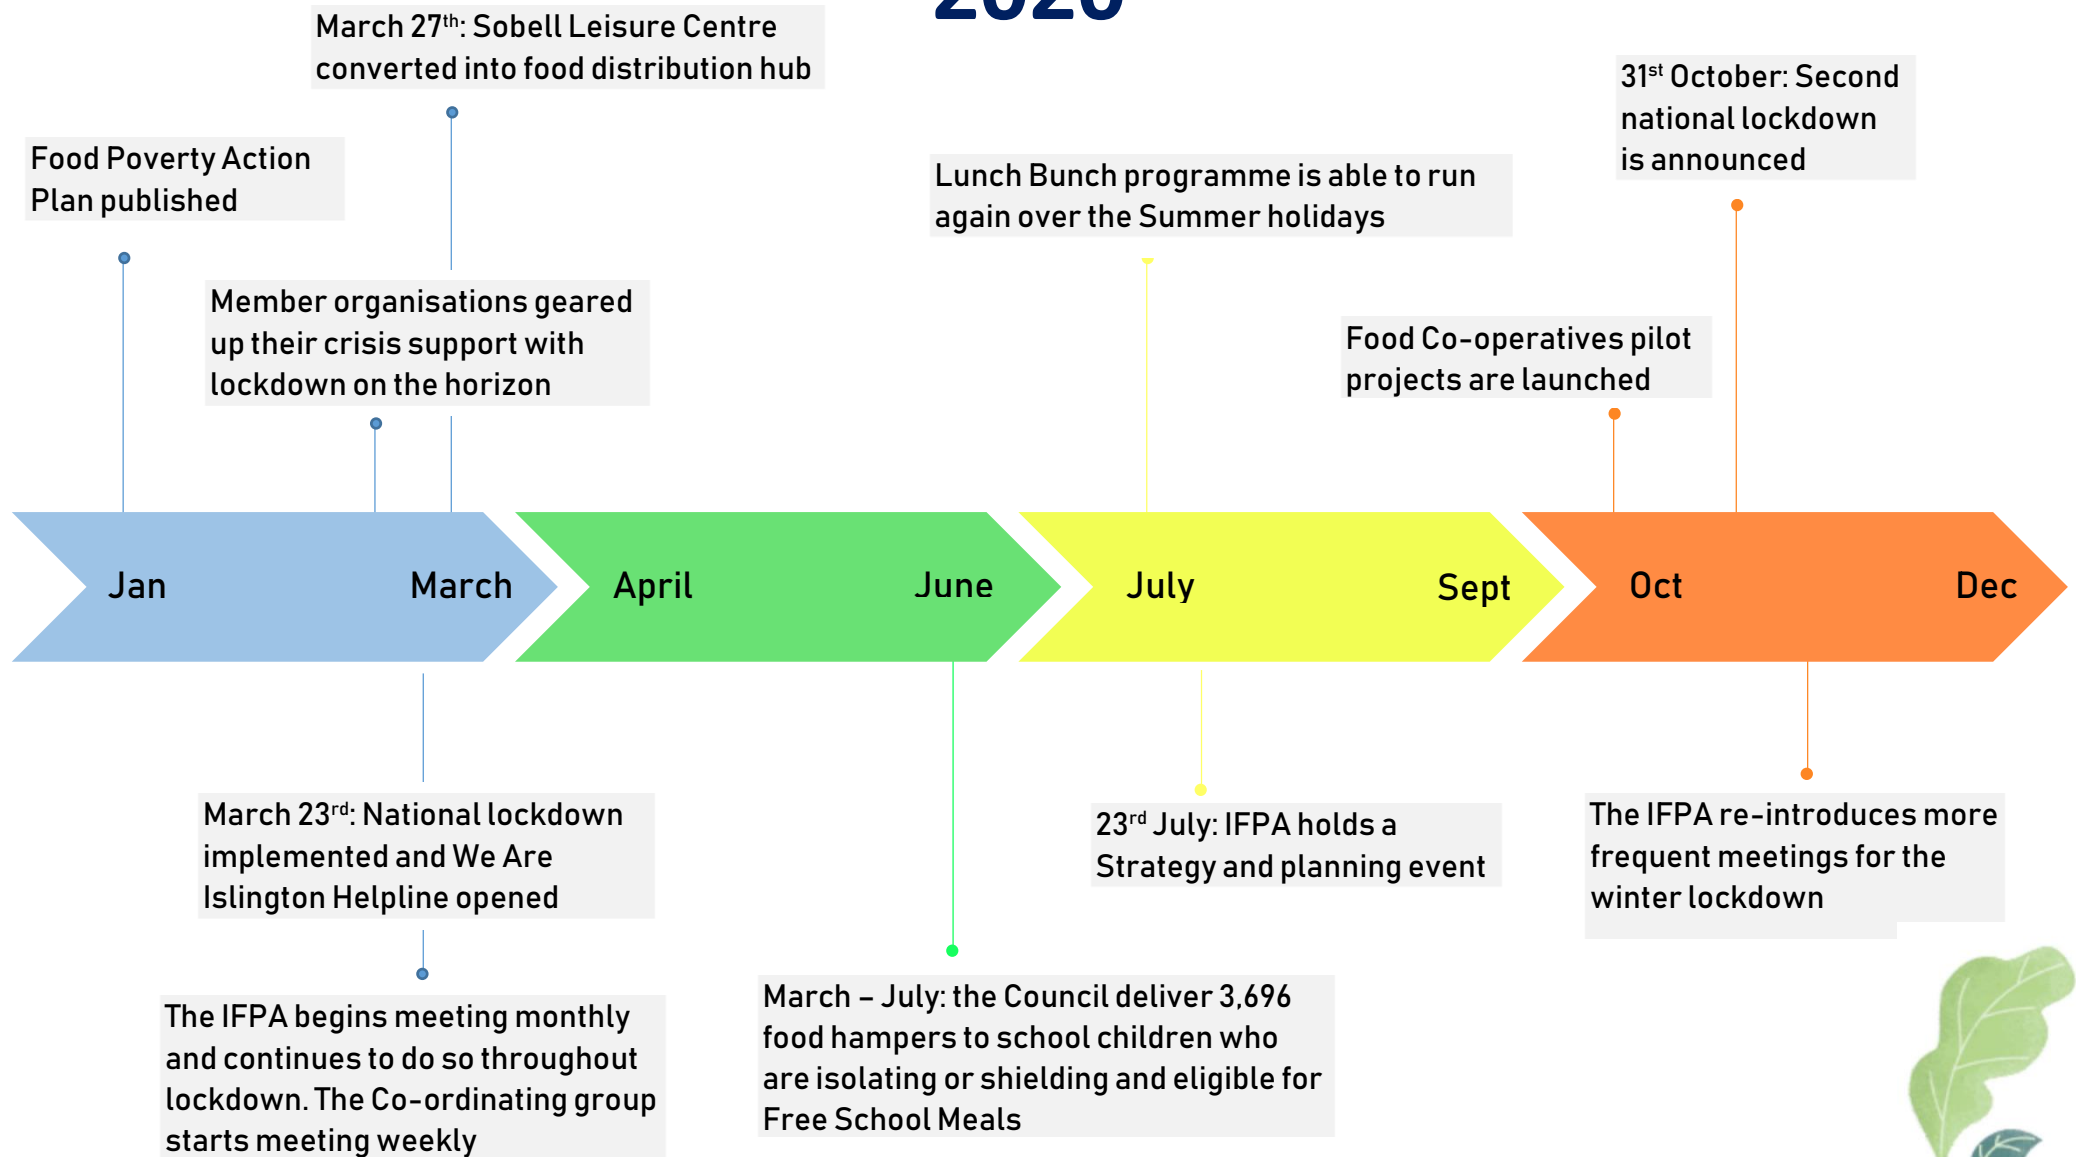 2020
March 27th: Sobell Leisure Centre
converted into food distribution hub
31st October: Second
national lockdown
is announced
Food Poverty Action
Plan published
Lunch Bunch programme is able to run
again over the Summer holidays
Member organisations geared
up their crisis support with
lockdown on the horizon
Food Co-operatives pilot
projects are launched
Jan
March
April
June
July
Sept
Oct
Dec
March 23rd: National lockdown
implemented and We Are
Islington Helpline opened
23rd July: IFPA holds a
Strategy and planning event
The IFPA re-introduces more
frequent meetings for the
winter lockdown
The IFPA begins meeting monthly
and continues to do so throughout
lockdown. The Co-ordinating group
starts meeting weekly
March – July: the Council deliver 3,696
food hampers to school children who
are isolating or shielding and eligible for
Free School Meals